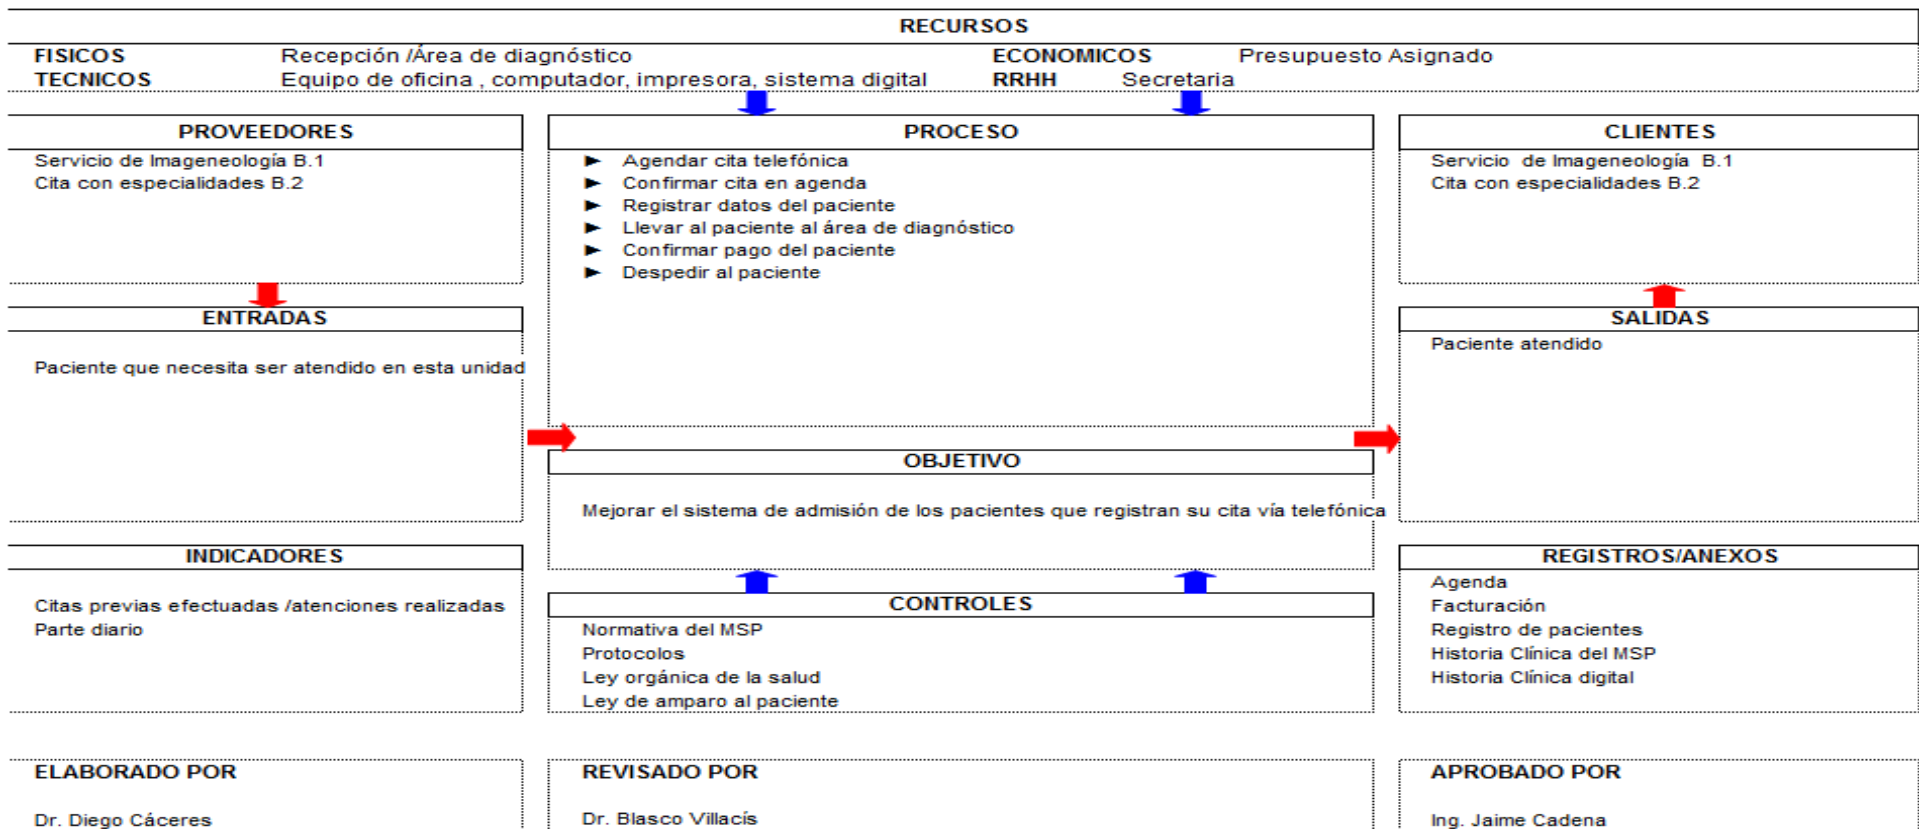 RECURSOS
FISICOS Recepción /Área de diagnóstico ECONOMICOS Presupuesto Asignado
TECNICOS Equipo de oficina , computador, impresora, sistema digital RRHH Secretaria
PROVEEDORES
Servicio de Imageneología B.1
Cita con especialidades B.2
PROCESO
► Agendar cita telefónica
► Confirmar cita en agenda
► Registrar datos del paciente
► Llevar al paciente al área de diagnóstico
► Confirmar pago del paciente
► Despedir al paciente
CLIENTES
Servicio de Imageneología B.1
Cita con especialidades B.2
ENTRADAS
Paciente que necesita ser atendido en esta unidad
SALIDAS
Paciente atendido
OBJETIVO
Mejorar el sistema de admisión de los pacientes que registran su cita vía telefónica
INDICADORES
Citas previas efectuadas /atenciones realizadas
Parte diario
CONTROLES
Normativa del MSP
Protocolos
Ley orgánica de la salud
Ley de amparo al paciente
REGISTROS/ANEXOS
Agenda
Facturación
Registro de pacientes
Historia Clínica del MSP
Historia Clínica digital
ELABORADO POR
Dr. Diego Cáceres
REVISADO POR
Dr. Blasco Villacís
APROBADO POR
Ing. Jaime Cadena